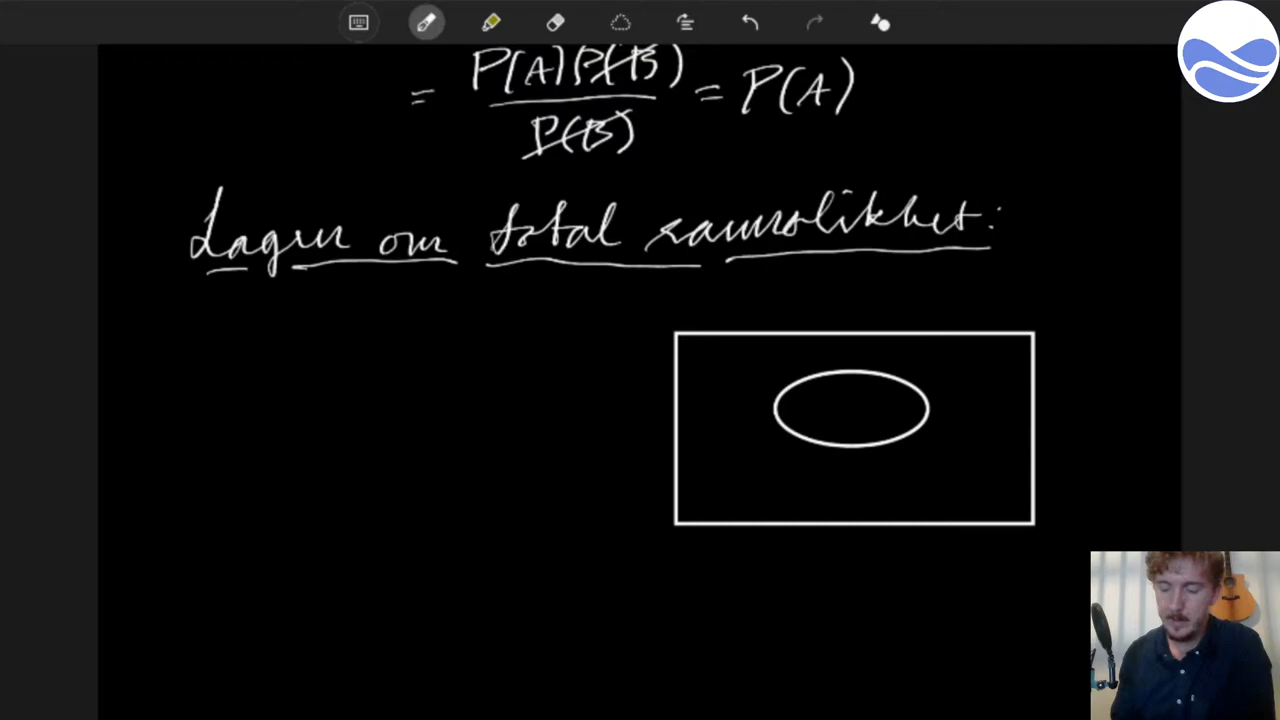 = P(A)P(B) / P(B) = P(A)
Lagen om total sannolikhet: